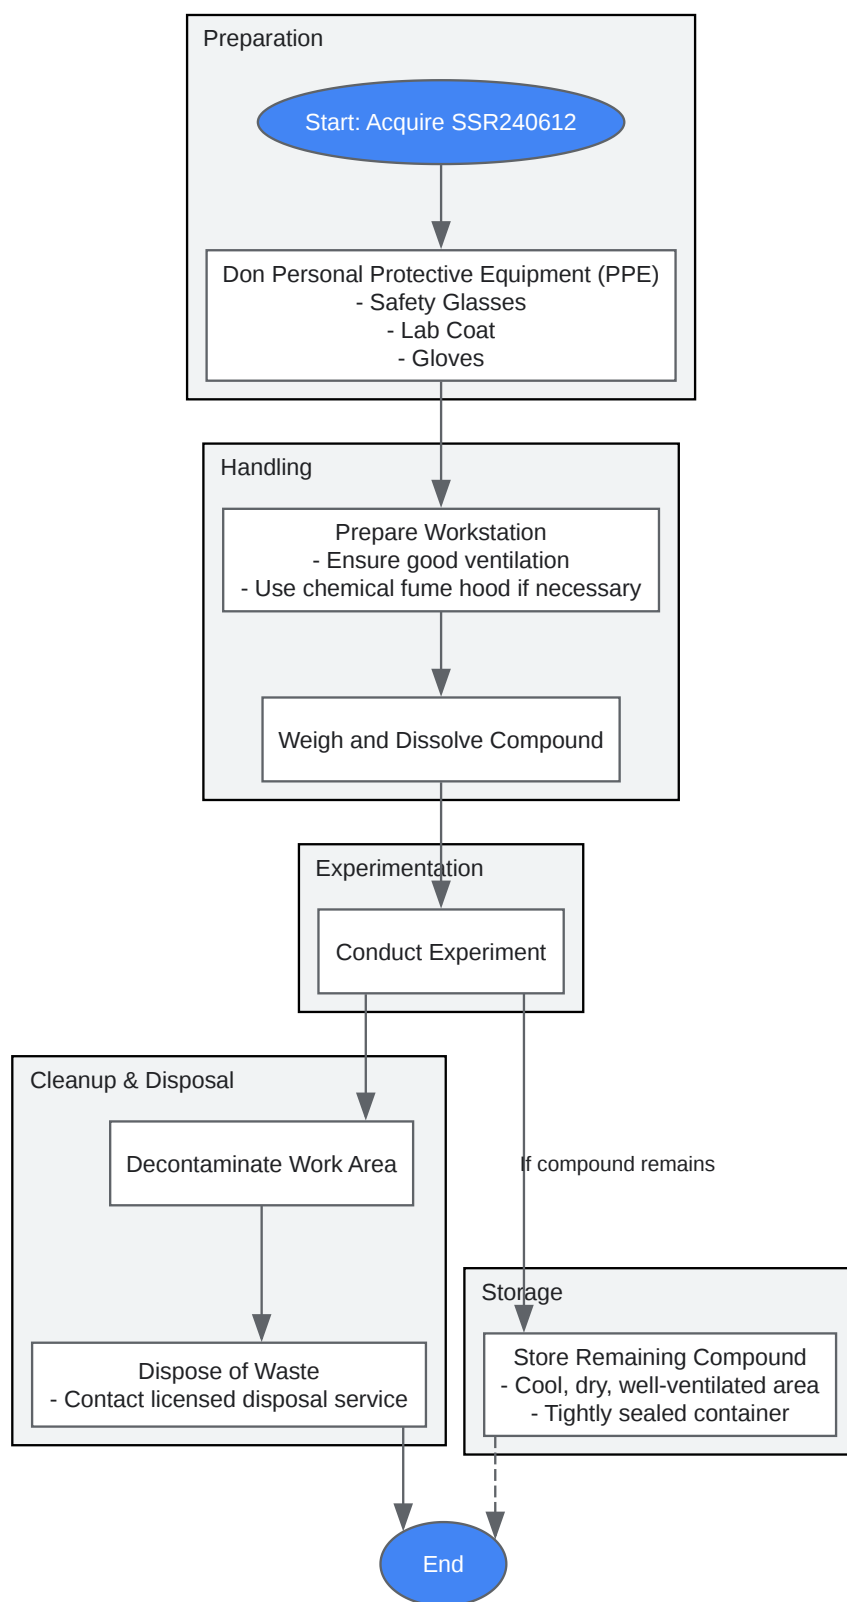 Preparation
Start: Acquire SSR240612
Don Personal Protective Equipment (PPE)
- Safety Glasses
- Lab Coat
- Gloves
Handling
Prepare Workstation
- Ensure good ventilation
- Use chemical fume hood if necessary
Weigh and Dissolve Compound
Experimentation
Conduct Experiment
Cleanup & Disposal
Decontaminate Work Area
If compound remains
Storage
Dispose of Waste
- Contact licensed disposal service
Store Remaining Compound
- Cool, dry, well-ventilated area
- Tightly sealed container
End